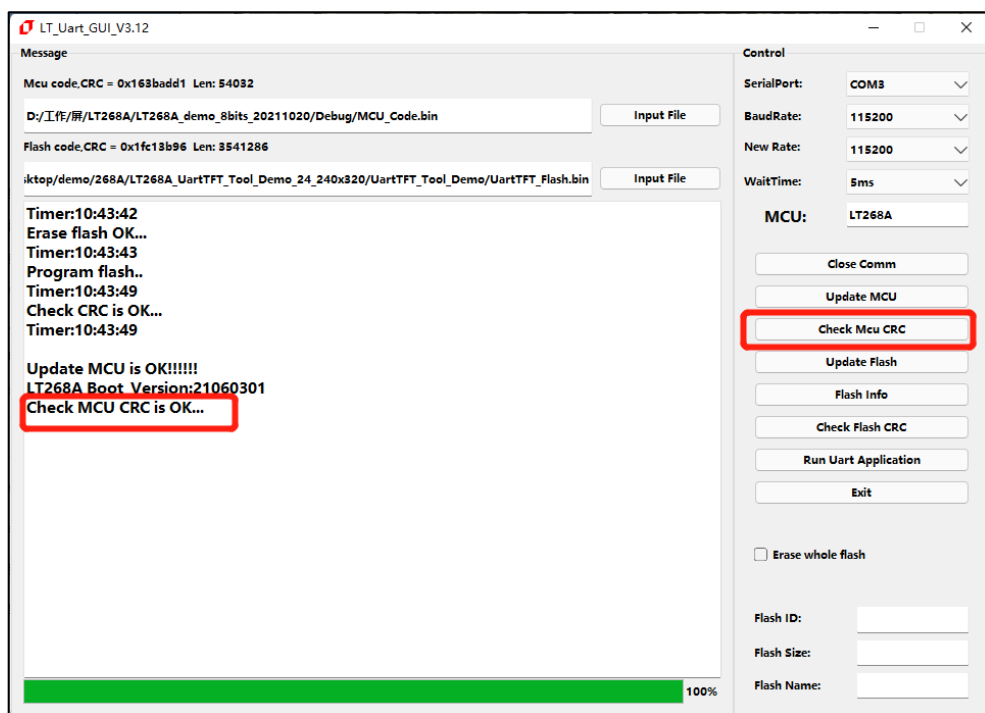 LT_Uart_GUI_V3.12
Message
Mcu code,CRC = 0x163badd1 Len: 54032
D:/工作/屏/LT268A/LT268A_demo_8bits_20211020/Debug/MCU_Code.bin
Input File
Flash code,CRC = 0x1fc13b96 Len: 3541286
sktop/demo/268A/LT268A_UartTFT_Tool_Demo_24_240x320/UartTFT_Tool_Demo/UartTFT_Flash.bin
Input File
Timer:10:43:42
Erase flash OK...
Timer:10:43:43
Program flash..
Timer:10:43:49
Check CRC is OK...
Timer:10:43:49
Update MCU is OK!!!!!!
LT268A Boot_Version:21060301
Check MCU CRC is OK...
100%
Control
SerialPort: COM3
BaudRate: 115200
New Rate: 115200
WaitTime: 5ms
MCU: LT268A
Close Comm
Update MCU
Check Mcu CRC
Update Flash
Flash Info
Check Flash CRC
Run Uart Application
Exit
Erase whole flash
Flash ID:
Flash Size:
Flash Name: